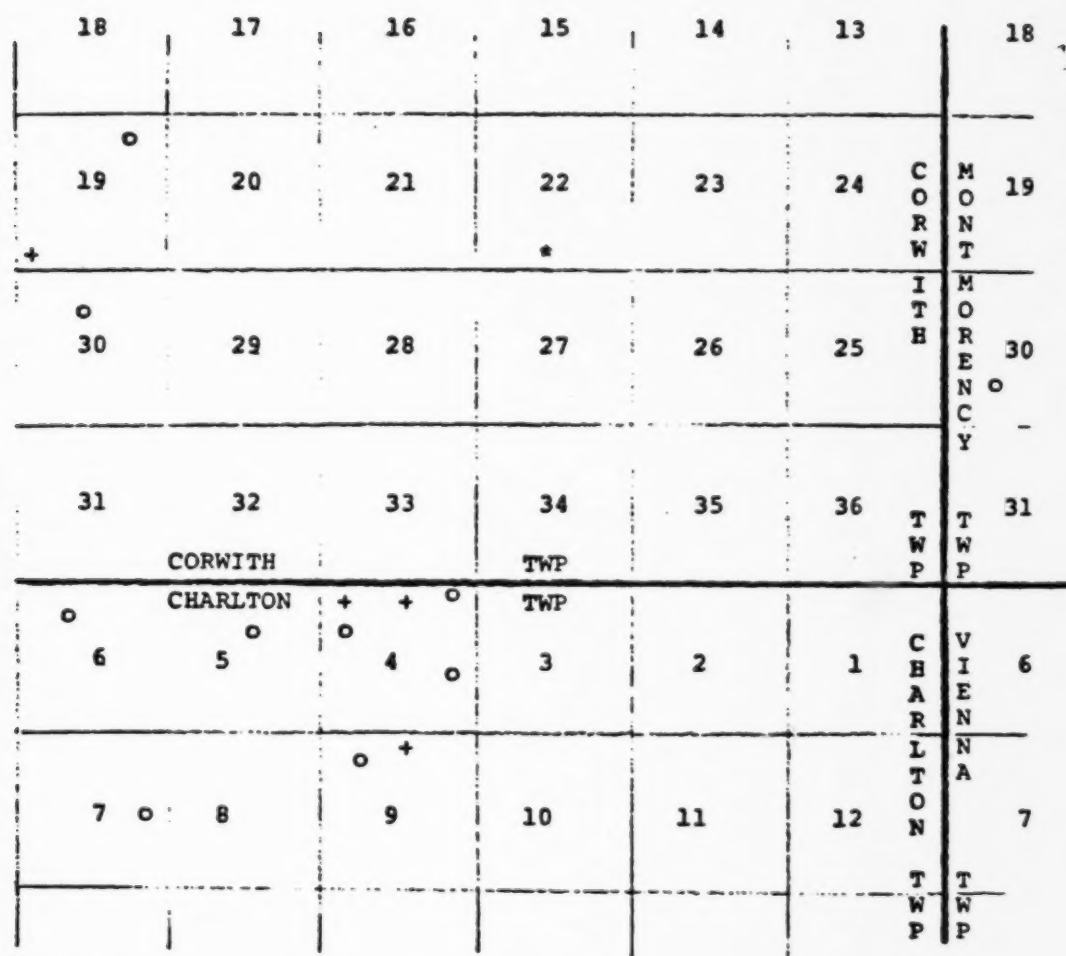 18 17 16 15 14 13 18
19 20 21 22 23 24 19
30 29 28 27 26 25 30
31 32 33 34 35 36 31
CORWITH TWP
CHARLTON TWP
6 5 4 3 2 1 6
7 8 9 10 11 12 7
CORWITH TWP
MONTMORENCY TWP
CHARLTON TWP
VIENNA TWP